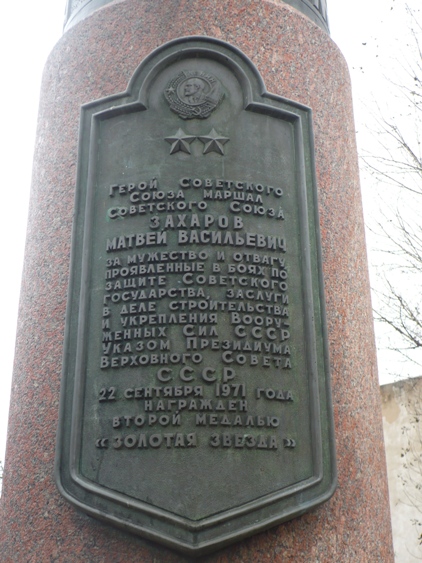 Герой Советского
Союза маршал
Советского Союза
ЗАХАРОВ
МАТВЕЙ ВАСИЛЬЕВИЧ
за мужество и отвагу,
проявленные в боях по
защите Советского
государства, заслуги
в деле строительства
и укрепления Воору-
женных Сил СССР
указом Президиума
Верховного Совета
СССР
22 сентября 1971 года
награжден
второй медалью
«Золотая Звезда»